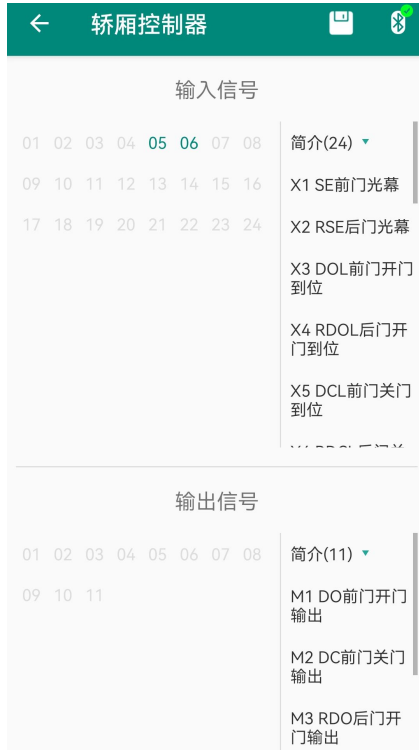 轿厢控制器
输入信号
01 02 03 04 05 06 07 08
09 10 11 12 13 14 15 16
17 18 19 20 21 22 23 24
简介(24)
X1 SE前门光幕
X2 RSE后门光幕
X3 DOL前门开门
到位
X4 RDOL后门开
门到位
X5 DCL前门关门
到位
输出信号
01 02 03 04 05 06 07 08
09 10 11
简介(11)
M1 DO前门开门
输出
M2 DC前门关门
输出
M3 RDO后门开
门输出